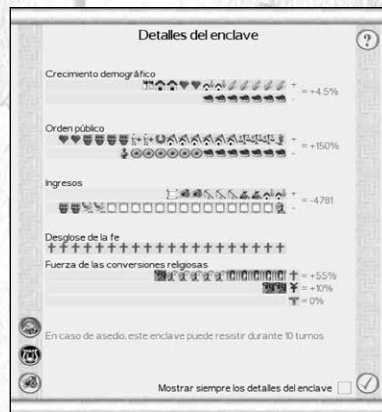 Detalles del enclave
?
Crecimiento demográfico
+
= +4.5%
-
Orden público
+
= +150%
-
Ingresos
+
= -4781
-
Desglose de la fe
Fuerza de las conversiones religiosas
= +55%
= +10%
= 0%
En caso de asedio, este enclave puede resistir durante 10 turnos
Mostrar siempre los detalles del enclave